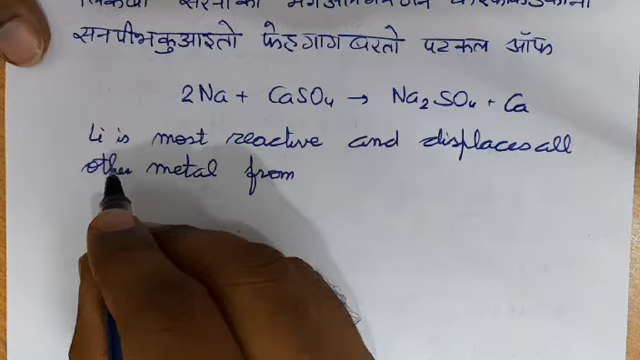 सनपीभकुआइतो फेहगागबरतो पटकल ऑफ
2Na + CaSO₄ → Na₂SO₄ + Ca
Li is most reactive and displaces all
other metal from